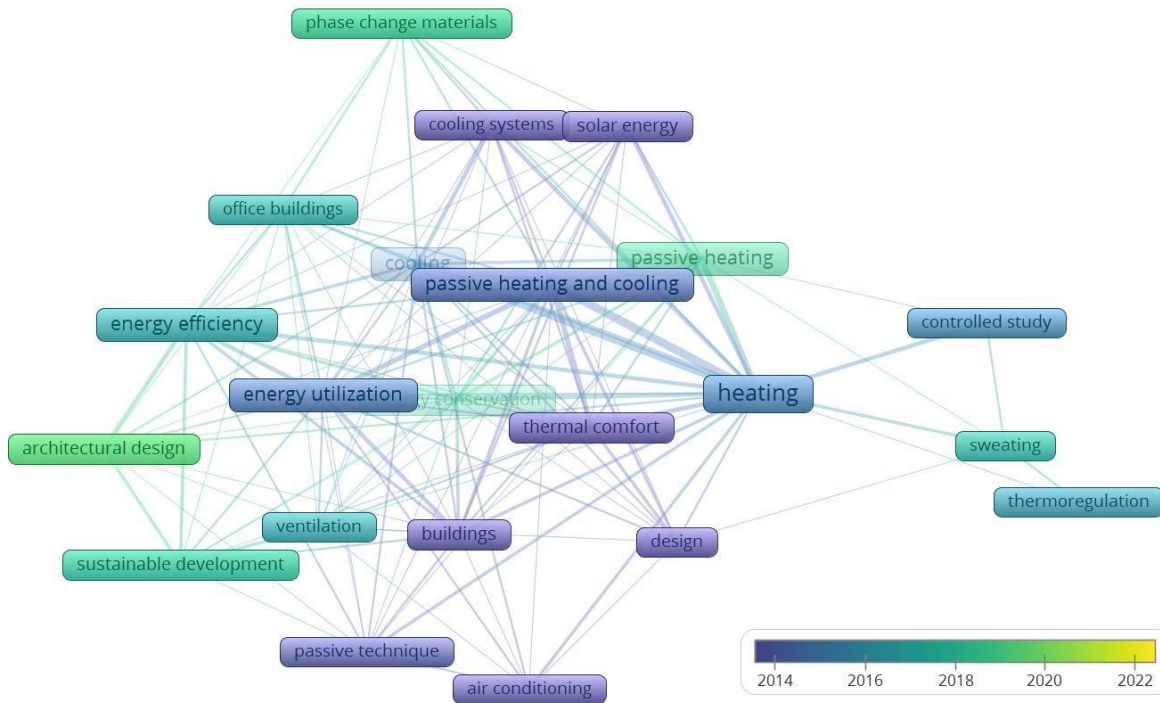 phase change materials
cooling systems
solar energy
office buildings
cooling
passive heating
passive heating and cooling
energy efficiency
controlled study
heating
energy utilization
conservation
thermal comfort
architectural design
sweating
thermoregulation
ventilation
buildings
design
sustainable development
passive technique
air conditioning
2014 2016 2018 2020 2022